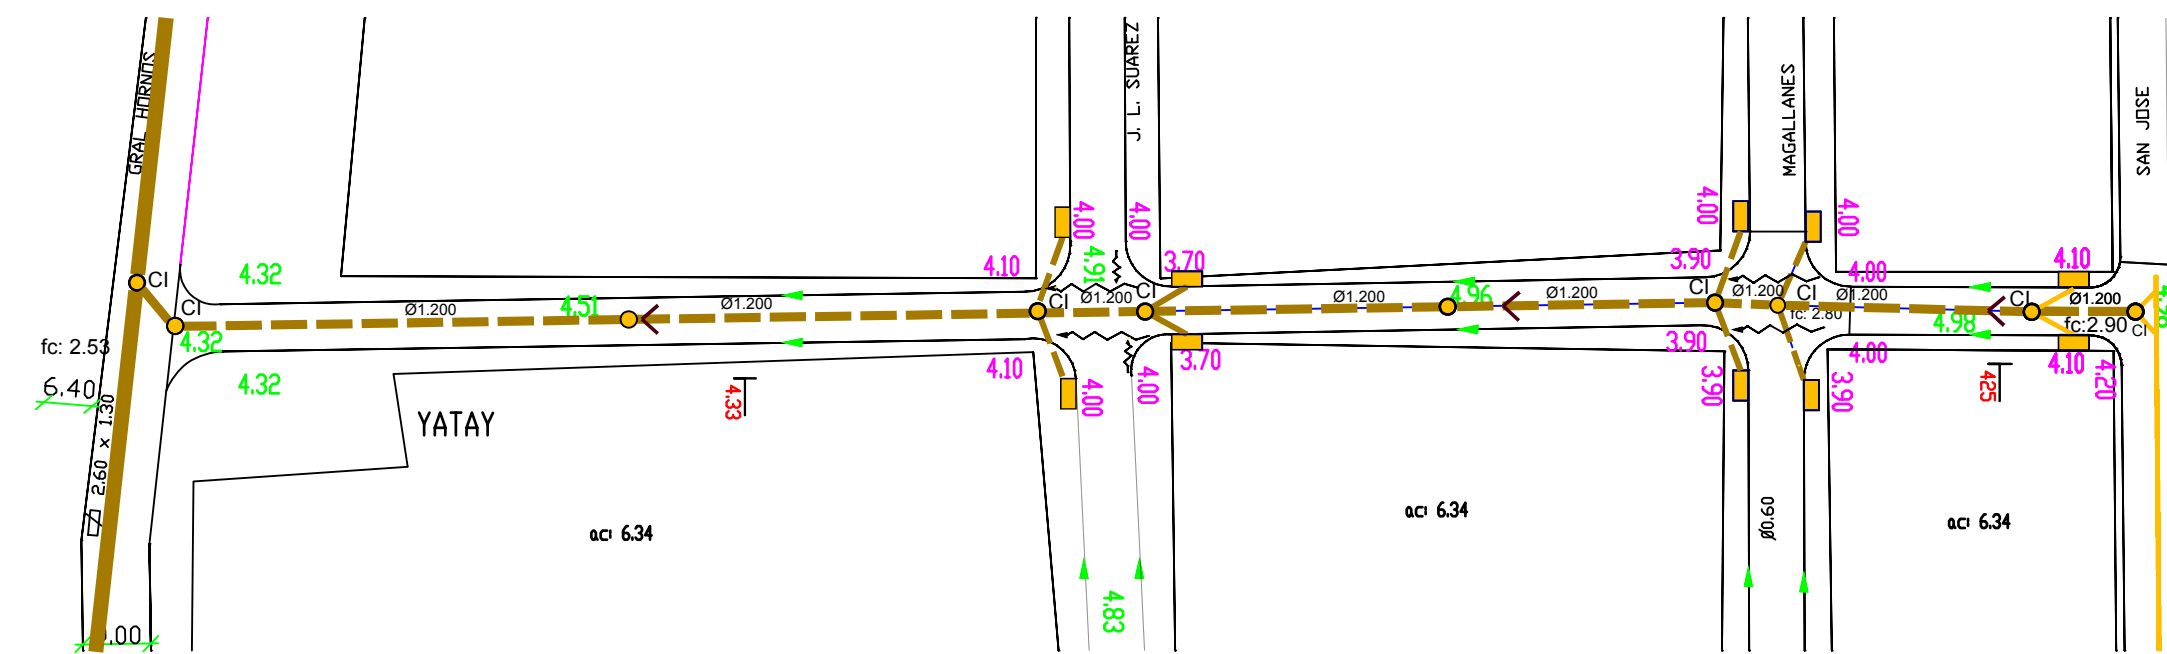 GRAL HORNOS
J. L. SUAREZ
MAGALLANES
SAN JOSE
4.00
4.00
4.00
4.00
4.91
4.32
4.10
3.70
3.90
4.00
4.10
CI
CI
CI
CI
CI
CI
CI
CI
Ø1.200
4.51
Ø1.200
Ø1.200
Ø1.200
4.96
Ø1.200
Ø1.200
Ø1.200
Ø1.200
fc: 2.80
4.98
fc:2.90
4.32
fc: 2.53
4.32
4.10
3.70
3.90
4.00
4.10
4.20
6.40
2.60 x 1.30
4.33
4.00
4.00
3.90
3.90
425
YATAY
ac: 6.34
ac: 6.34
ac: 6.34
Ø0.60
4.83